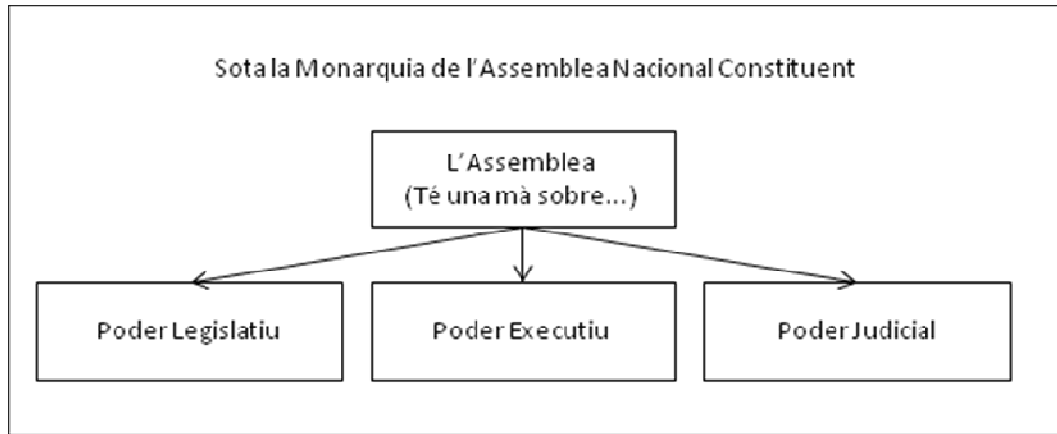 Sota la Monarquia de l'Assemblea Nacional Constituent
L'Assemblea
(Té una mà sobre...)
Poder Legislatiu
Poder Executiu
Poder Judicial